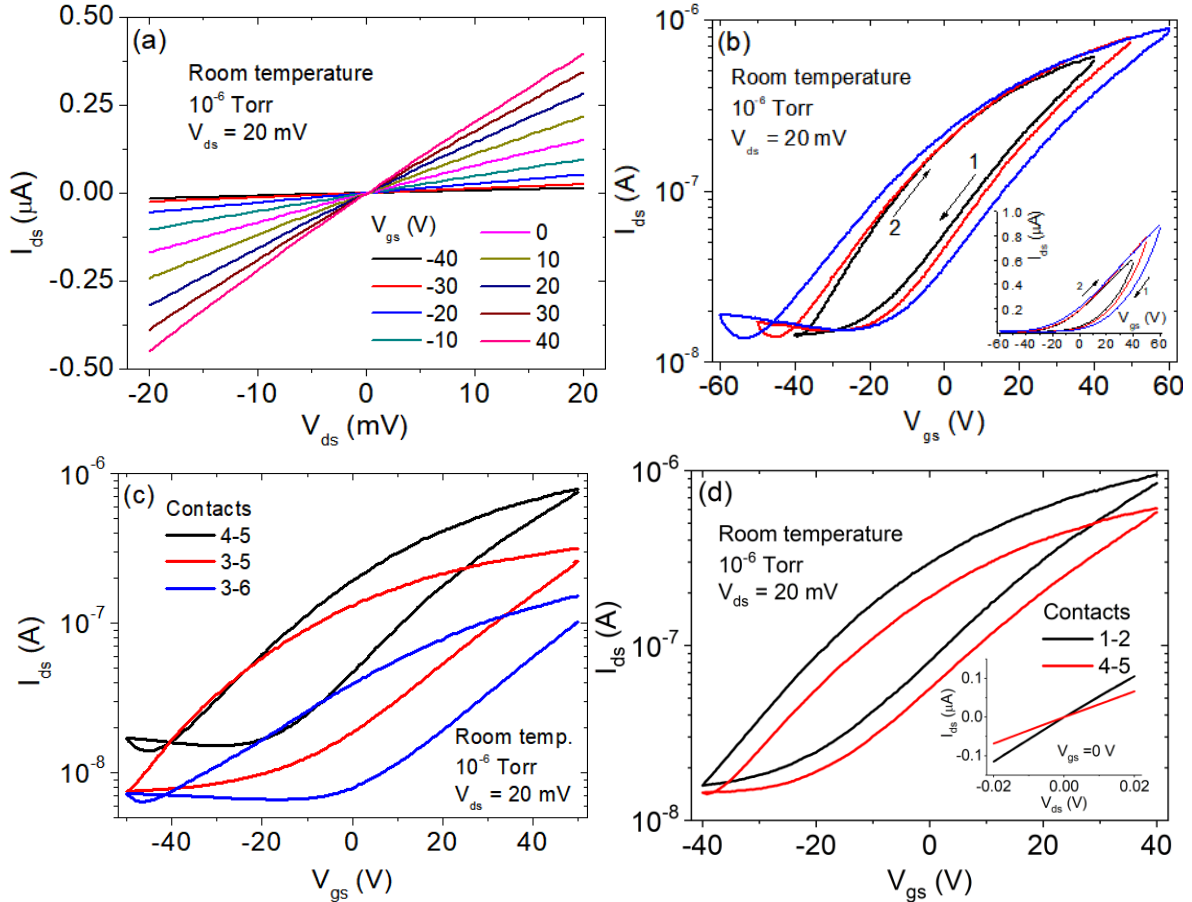 (a)
Room temperature
10⁻⁶ Torr
V_ds = 20 mV
0.50
0.25
0.00
-0.25
-0.50
I_ds (µA)
V_gs (V)
-40
-30
-20
-10
0
10
20
30
40
-20
-10
0
10
20
V_ds (mV)
(b)
Room temperature
10⁻⁶ Torr
V_ds = 20 mV
10⁻⁶
10⁻⁷
10⁻⁸
I_ds (A)
1
2
-60
-40
-20
0
20
40
60
V_gs (V)
1.0
0.8
0.6
0.4
0.2
I_ds (µA)
2
1
V_gs (V)
-60
-40
-20
0
20
40
60
(c)
Contacts
4-5
3-5
3-6
10⁻⁶
10⁻⁷
10⁻⁸
I_ds (A)
Room temp.
10⁻⁶ Torr
V_ds = 20 mV
-40
-20
0
20
40
V_gs (V)
(d)
Room temperature
10⁻⁶ Torr
V_ds = 20 mV
10⁻⁶
10⁻⁷
10⁻⁸
I_ds (A)
Contacts
1-2
4-5
0.1
0.0
-0.1
I_ds (µA)
V_gs =0 V
-0.02
0.00
0.02
V_ds (V)
-40
-20
0
20
40
V_gs (V)